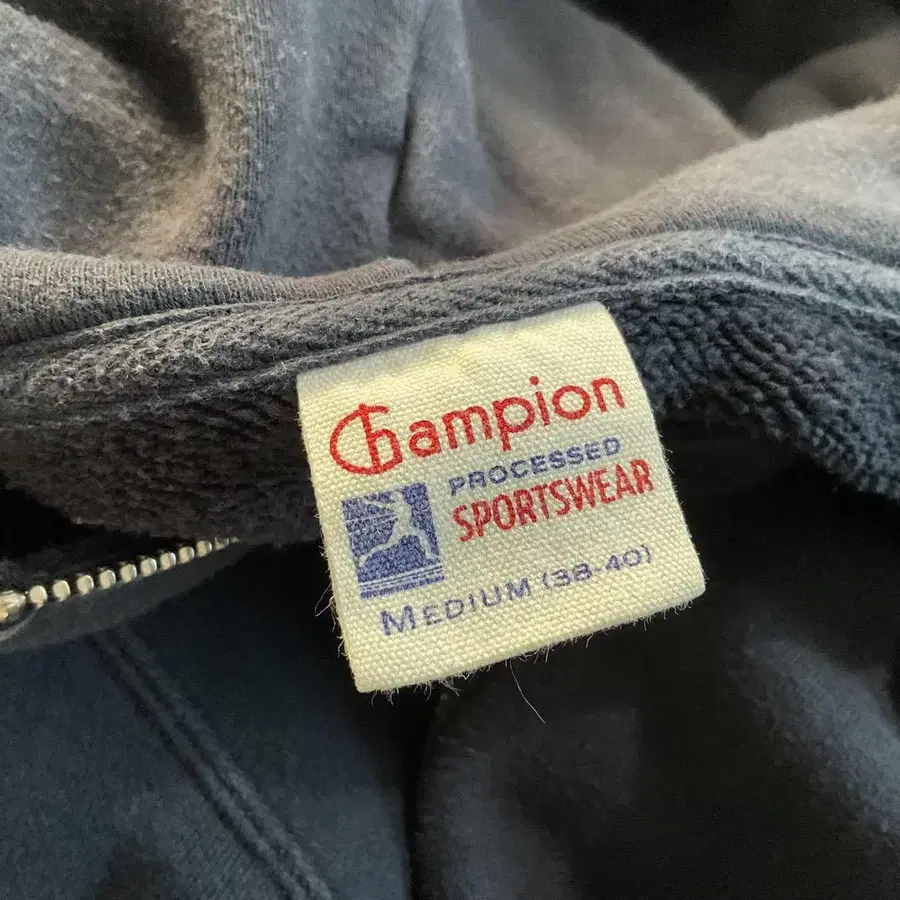 Champion
PROCESSED
SPORTSWEAR
MEDIUM (38-40)